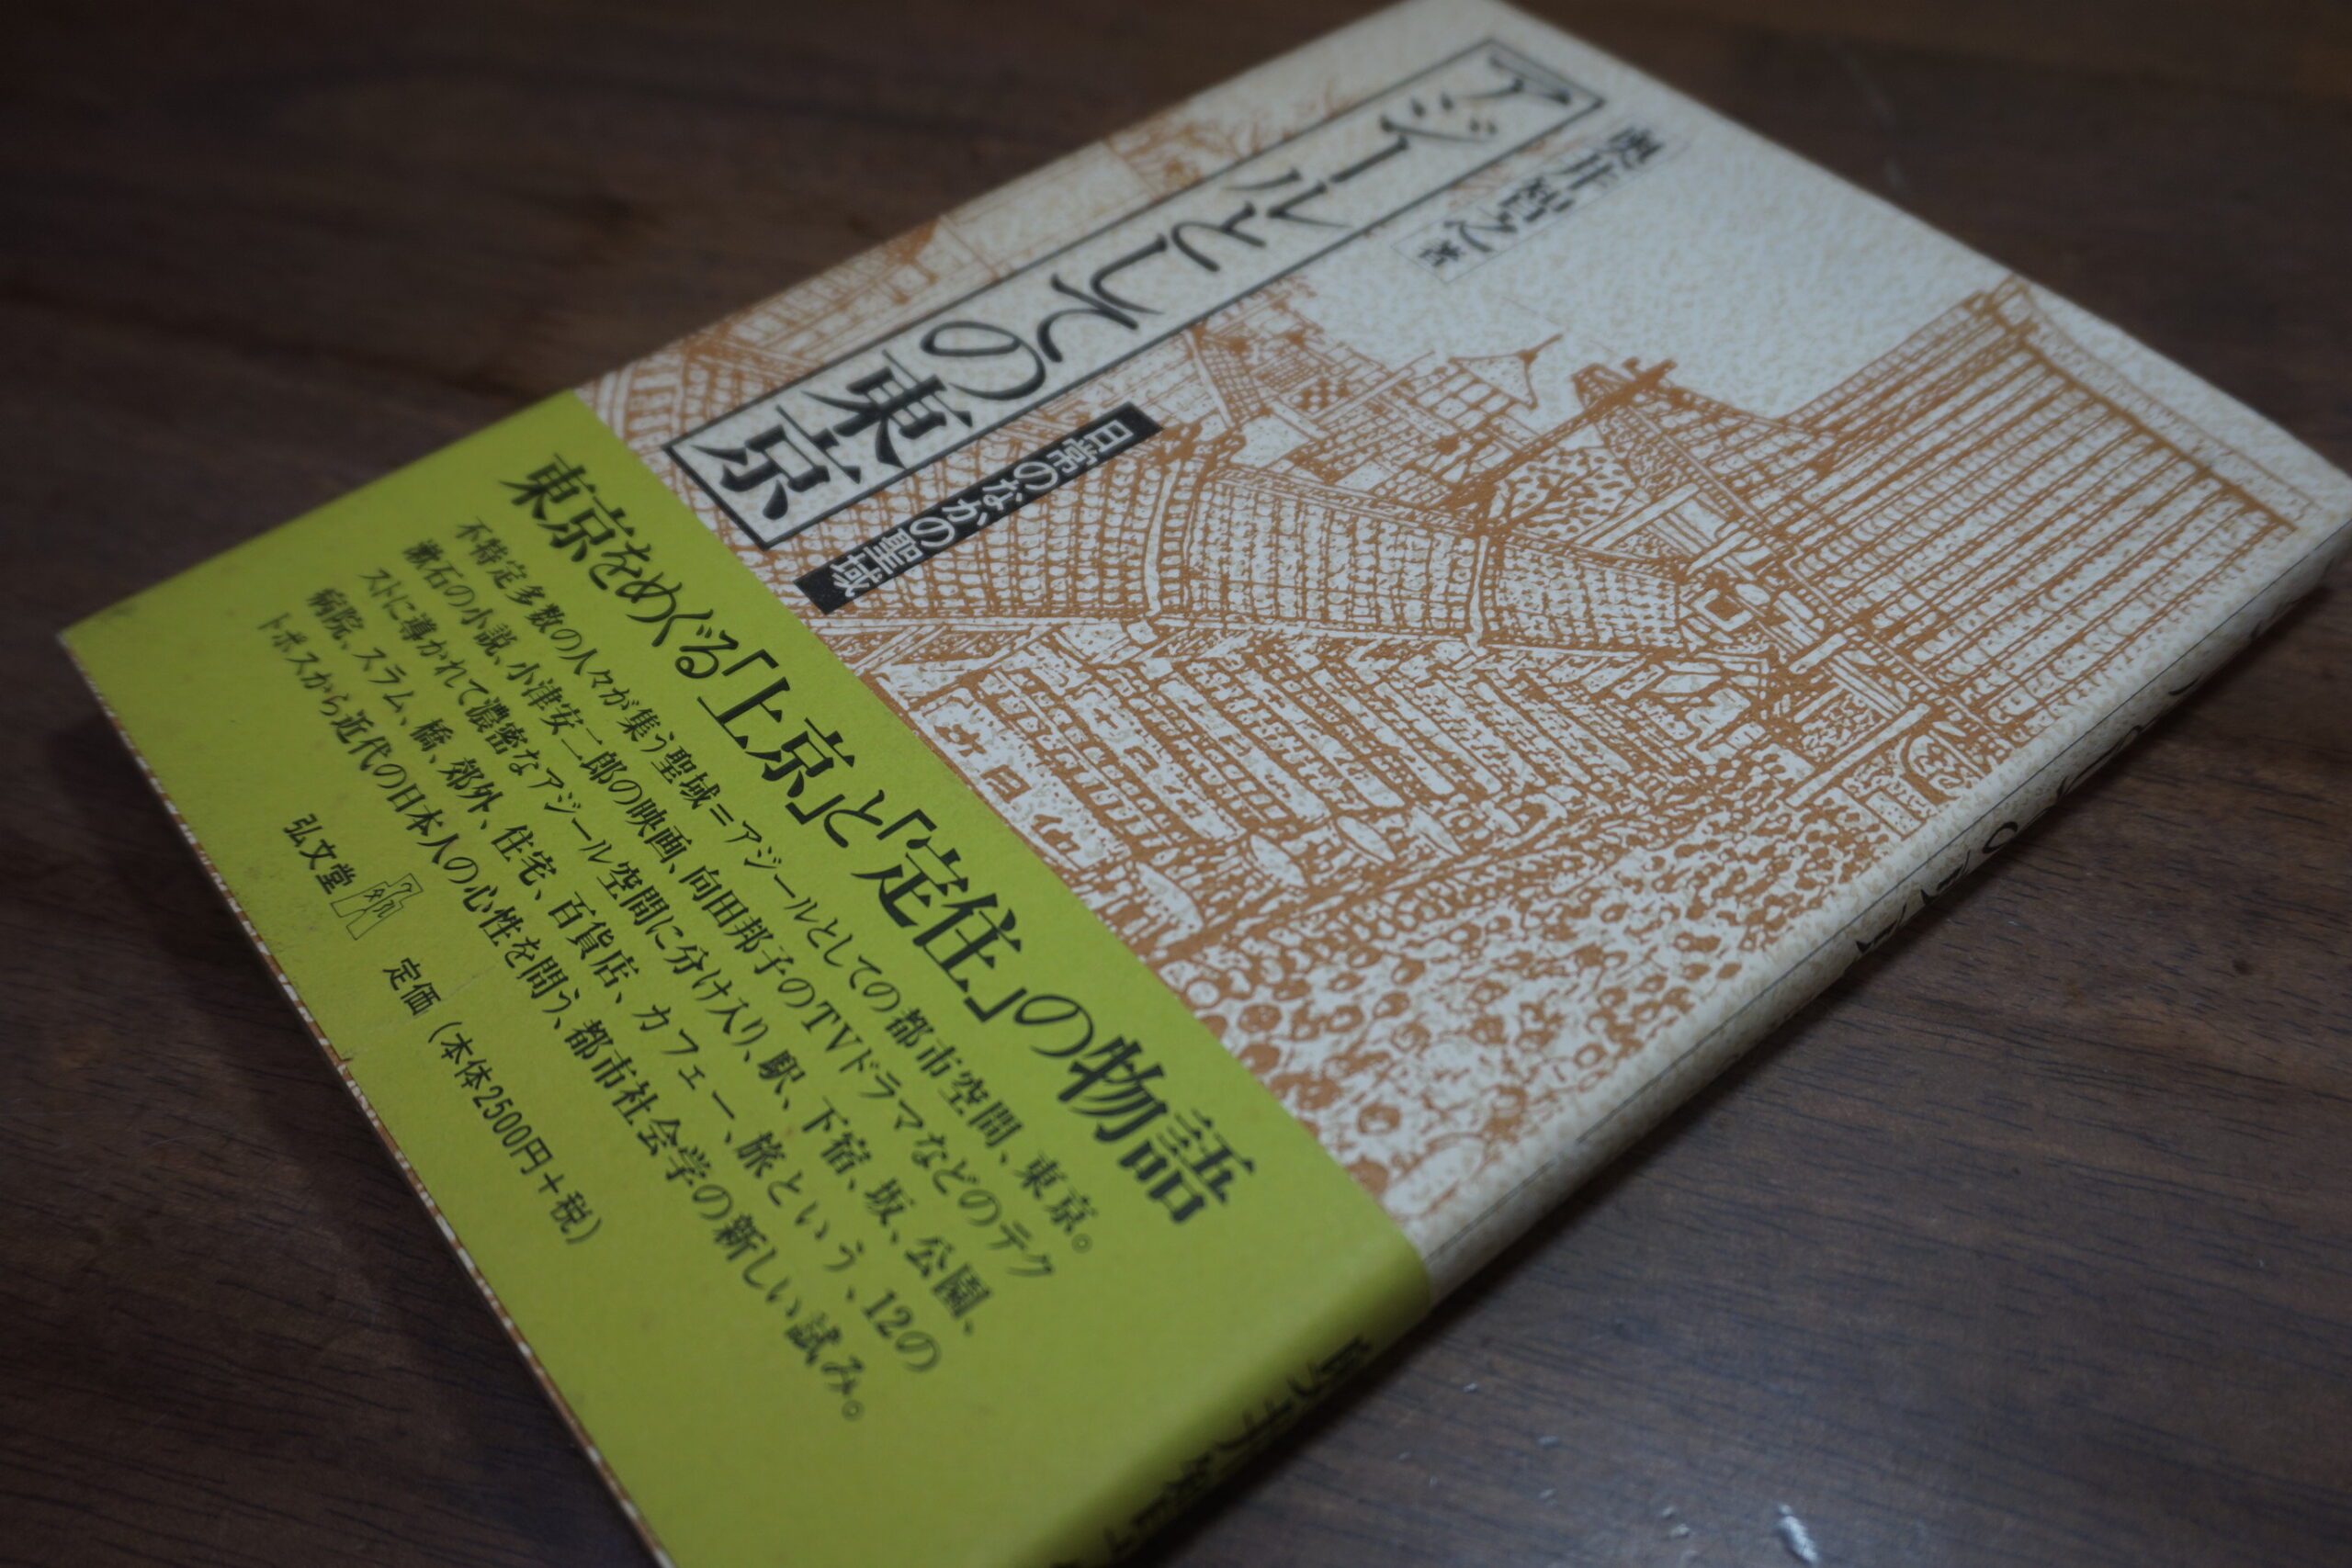 アジールとしての東京
日常のなかの聖域
奥井智之 著
東京をめぐる「上京」と「定住」の物語
不特定多数の人々が集う聖域＝アジールとしての都市空間、東京。
漱石の小説、小津安二郎の映画、向田邦子のTVドラマなどのテク
ストに導かれて濃密なアジール空間に分け入り、駅、下宿、坂、公園、
病院、スラム、橋、郊外、住宅、百貨店、カフェー、旅という、12の
トポスから近代の日本人の心性を問う、都市社会学の新しい試み。
弘文堂
定価（本体2500円＋税）